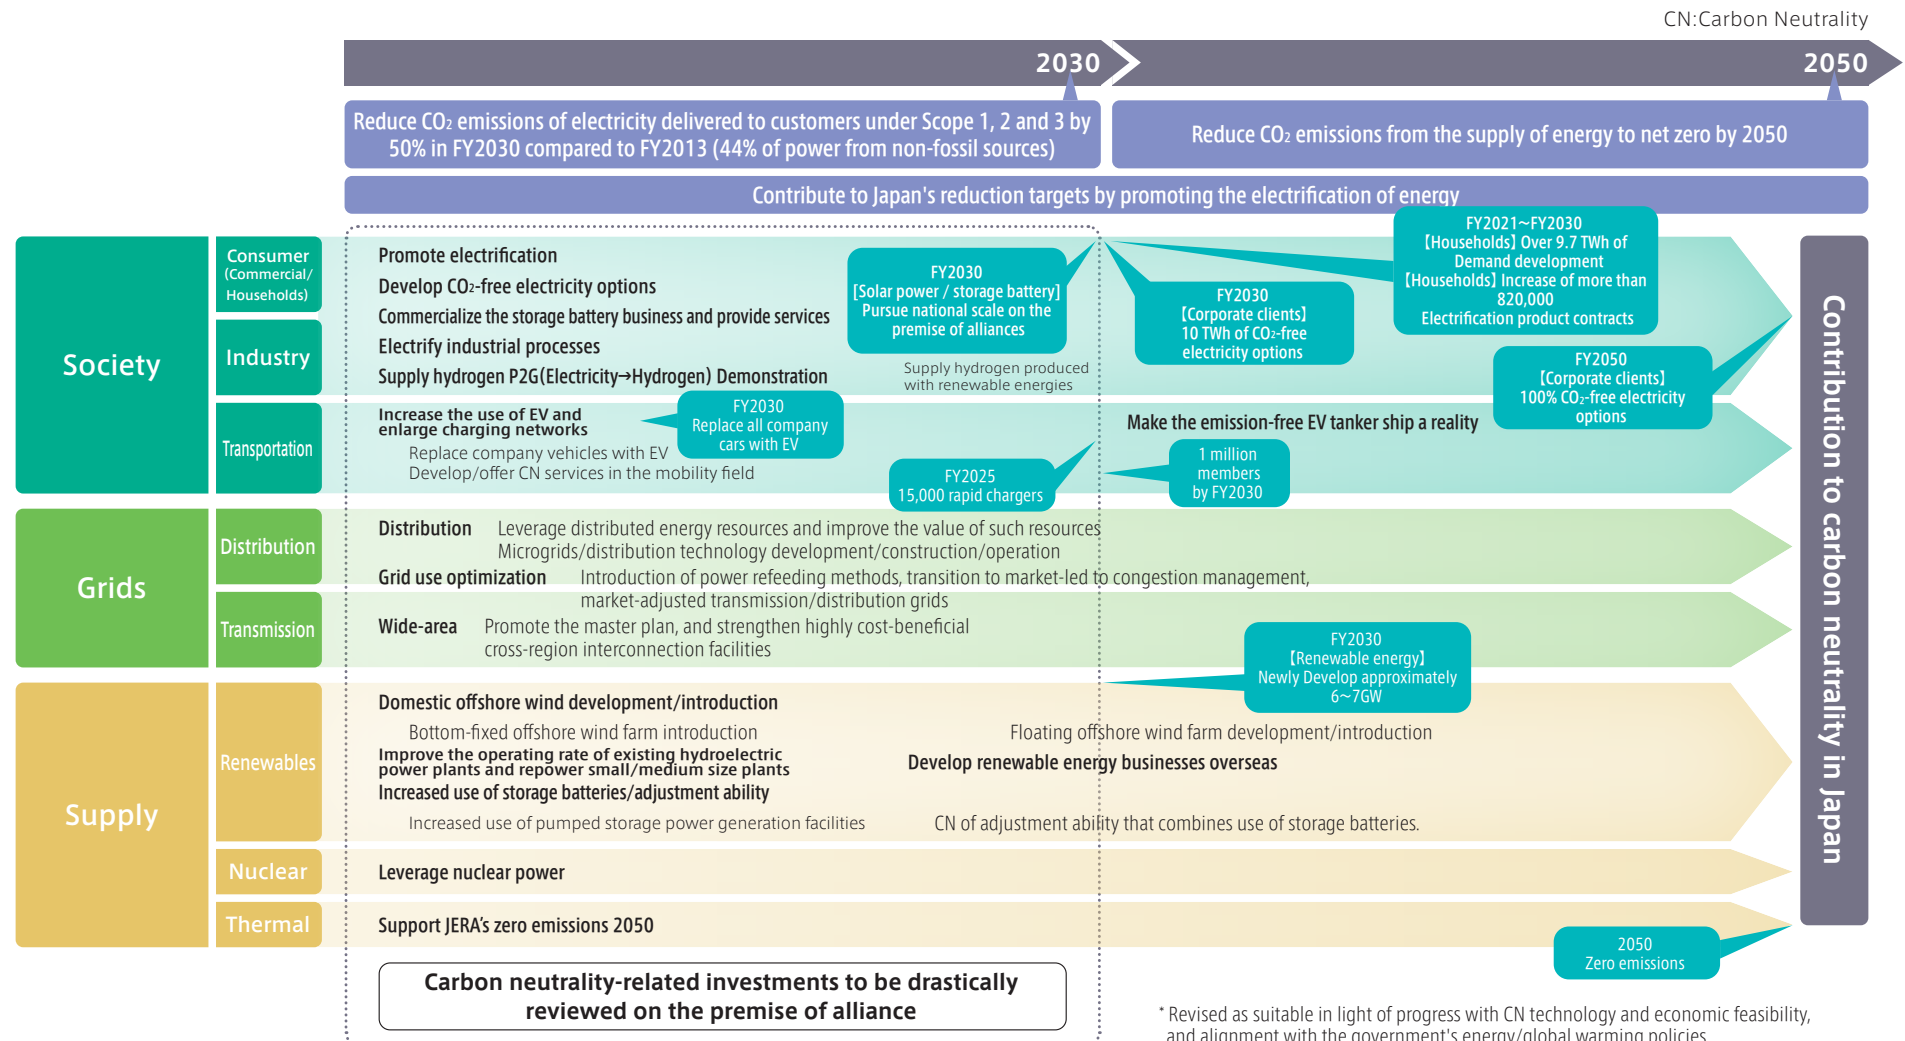 CN:Carbon Neutrality
2030
2050
Reduce CO2 emissions of electricity delivered to customers under Scope 1, 2 and 3 by
50% in FY2030 compared to FY2013 (44% of power from non-fossil sources)
Reduce CO2 emissions from the supply of energy to net zero by 2050
Contribute to Japan's reduction targets by promoting the electrification of energy
Society
Consumer
(Commercial/
Households)
Industry
Transportation
Promote electrification
Develop CO2-free electricity options
Commercialize the storage battery business and provide services
Electrify industrial processes
Supply hydrogen P2G(Electricity→Hydrogen) Demonstration
Supply hydrogen produced
with renewable energies
FY2030
[Solar power / storage battery]
Pursue national scale on the
premise of alliances
FY2030
【Corporate clients】
10 TWh of CO2-free
electricity options
FY2021~FY2030
【Households】Over 9.7 TWh of
Demand development
【Households】Increase of more than
820,000
Electrification product contracts
FY2050
【Corporate clients】
100% CO2-free electricity
options
Increase the use of EV and
enlarge charging networks
Replace company vehicles with EV
Develop/offer CN services in the mobility field
FY2030
Replace all company
cars with EV
FY2025
15,000 rapid chargers
Make the emission-free EV tanker ship a reality
1 million
members
by FY2030
Grids
Distribution
Transmission
Distribution Leverage distributed energy resources and improve the value of such resources
Microgrids/distribution technology development/construction/operation
Grid use optimization Introduction of power refeeding methods, transition to market-led to congestion management,
market-adjusted transmission/distribution grids
Wide-area Promote the master plan, and strengthen highly cost-beneficial
cross-region interconnection facilities
FY2030
【Renewable energy】
Newly Develop approximately
6~7GW
Supply
Renewables
Nuclear
Thermal
Domestic offshore wind development/introduction
Bottom-fixed offshore wind farm introduction
Floating offshore wind farm development/introduction
Improve the operating rate of existing hydroelectric
power plants and repower small/medium size plants
Develop renewable energy businesses overseas
Increased use of storage batteries/adjustment ability
Increased use of pumped storage power generation facilities
CN of adjustment ability that combines use of storage batteries.
Leverage nuclear power
Support JERA's zero emissions 2050
2050
Zero emissions
Contribution to carbon neutrality in Japan
Carbon neutrality-related investments to be drastically
reviewed on the premise of alliance
* Revised as suitable in light of progress with CN technology and economic feasibility,
and alignment with the government's energy/global warming policies